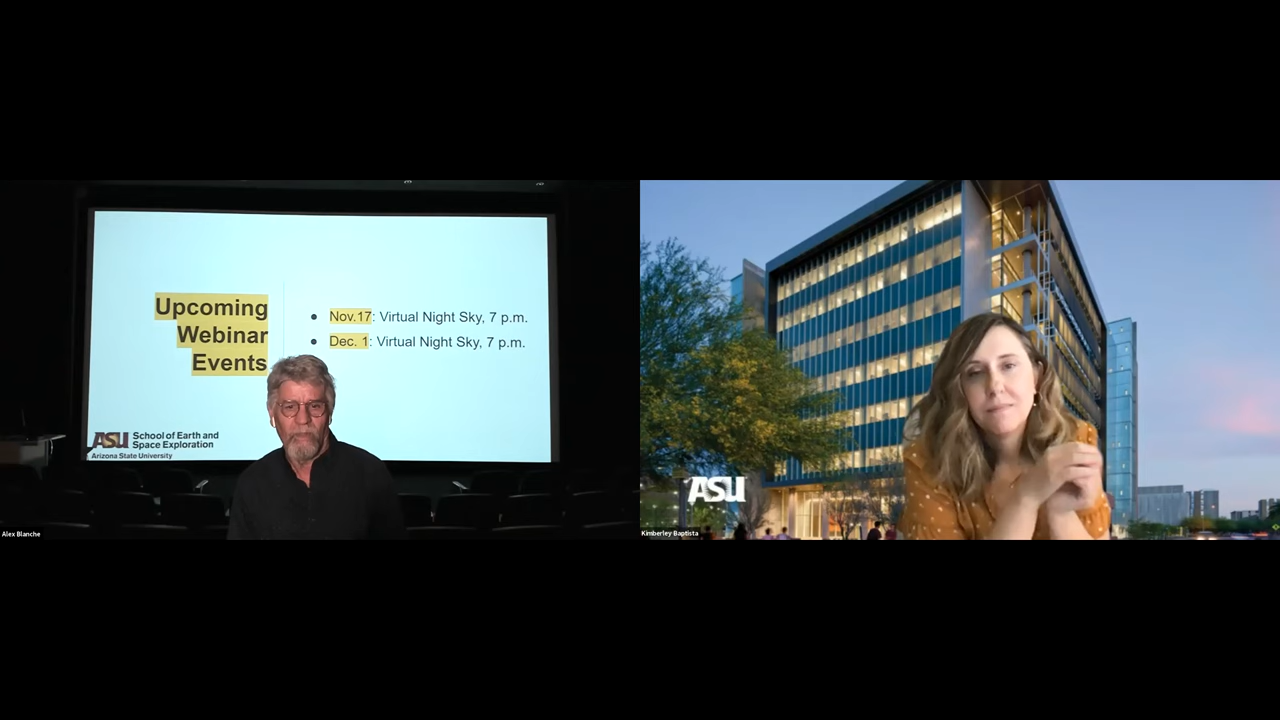 Upcoming
Webinar
Events
● Nov.17: Virtual Night Sky, 7 p.m.
● Dec. 1: Virtual Night Sky, 7 p.m.
ASU School of Earth and
Space Exploration
Arizona State University
Alex Blanche
ASU
Kimberley Baptista